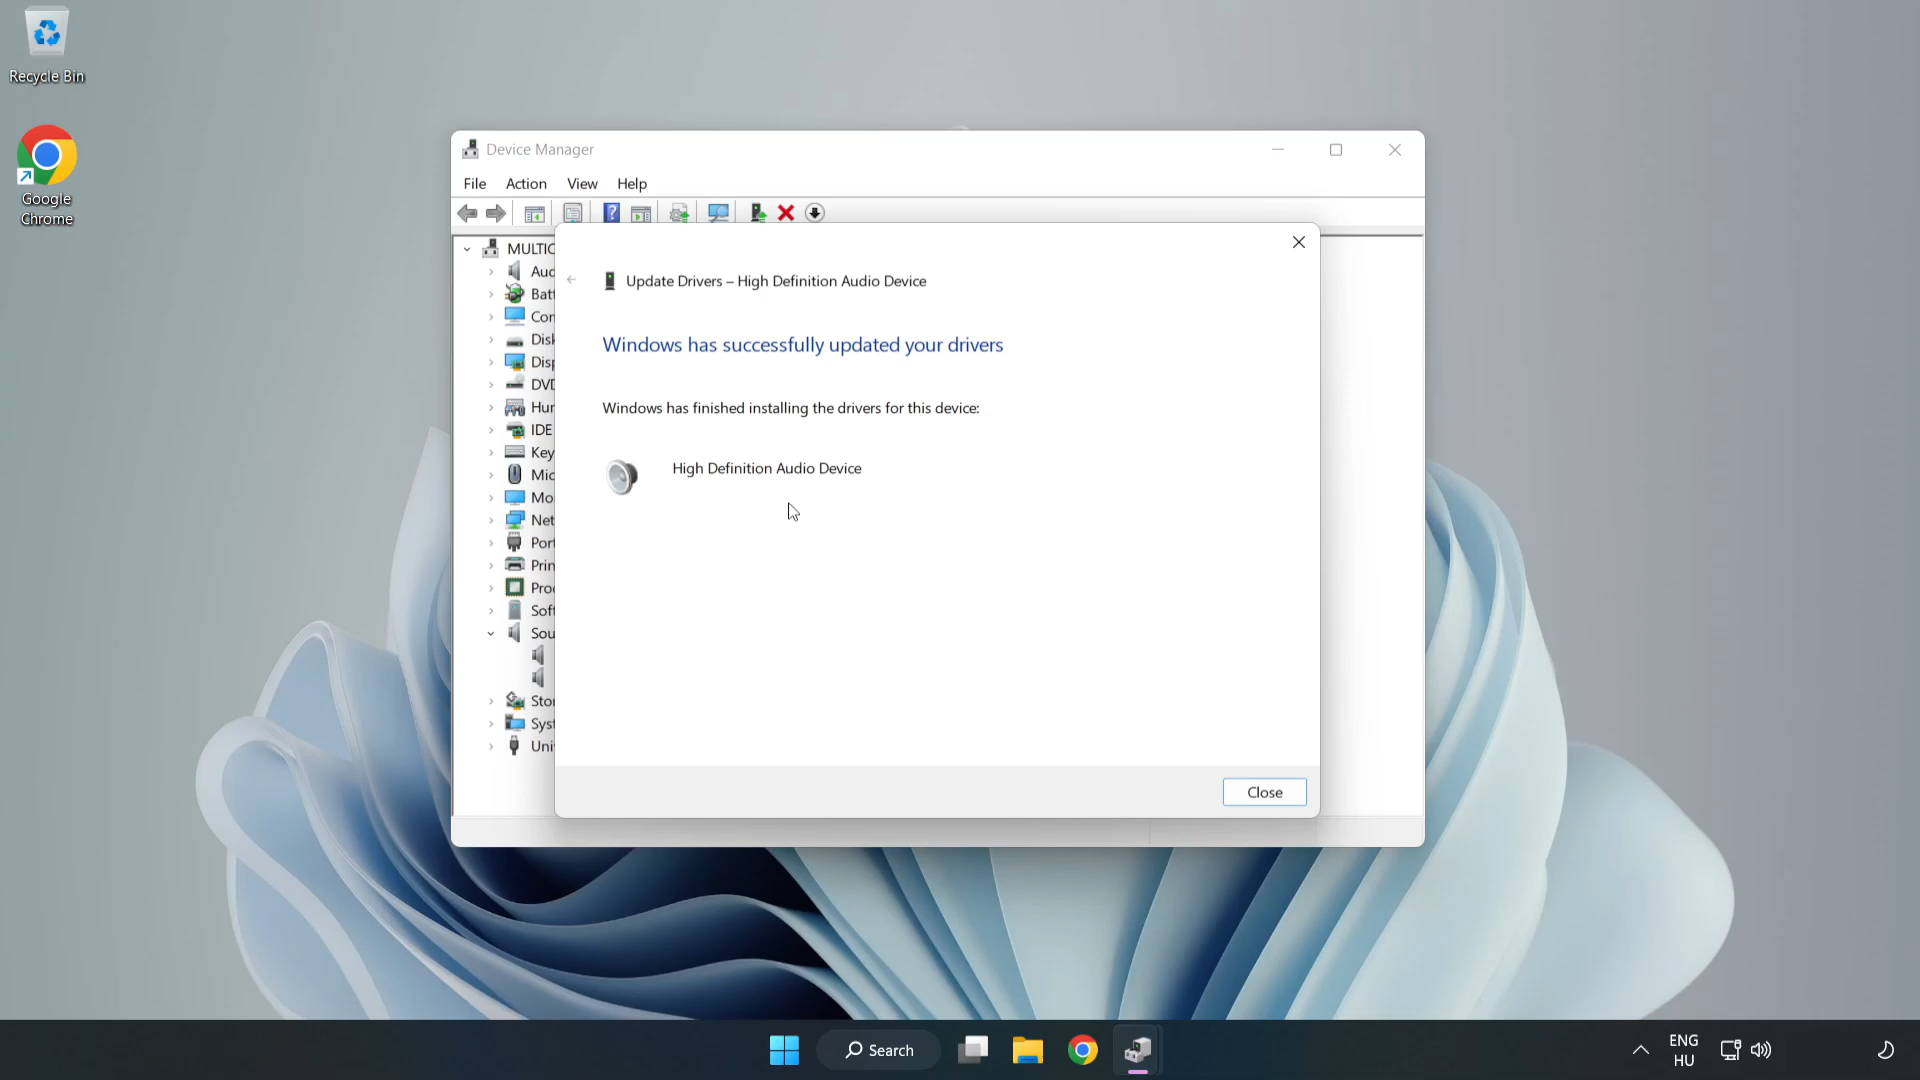 Recycle Bin
Google
Chrome
Device Manager
File Action View Help
MULTIC
Aud
Batt
Con
Disk
Disp
DVD
Hur
IDE
Key
Mic
Mor
Net
Port
Prin
Proc
Soft
Sou
Stor
Syst
Univ
Update Drivers – High Definition Audio Device
Windows has successfully updated your drivers
Windows has finished installing the drivers for this device:
High Definition Audio Device
Close
Search
ENG
HU